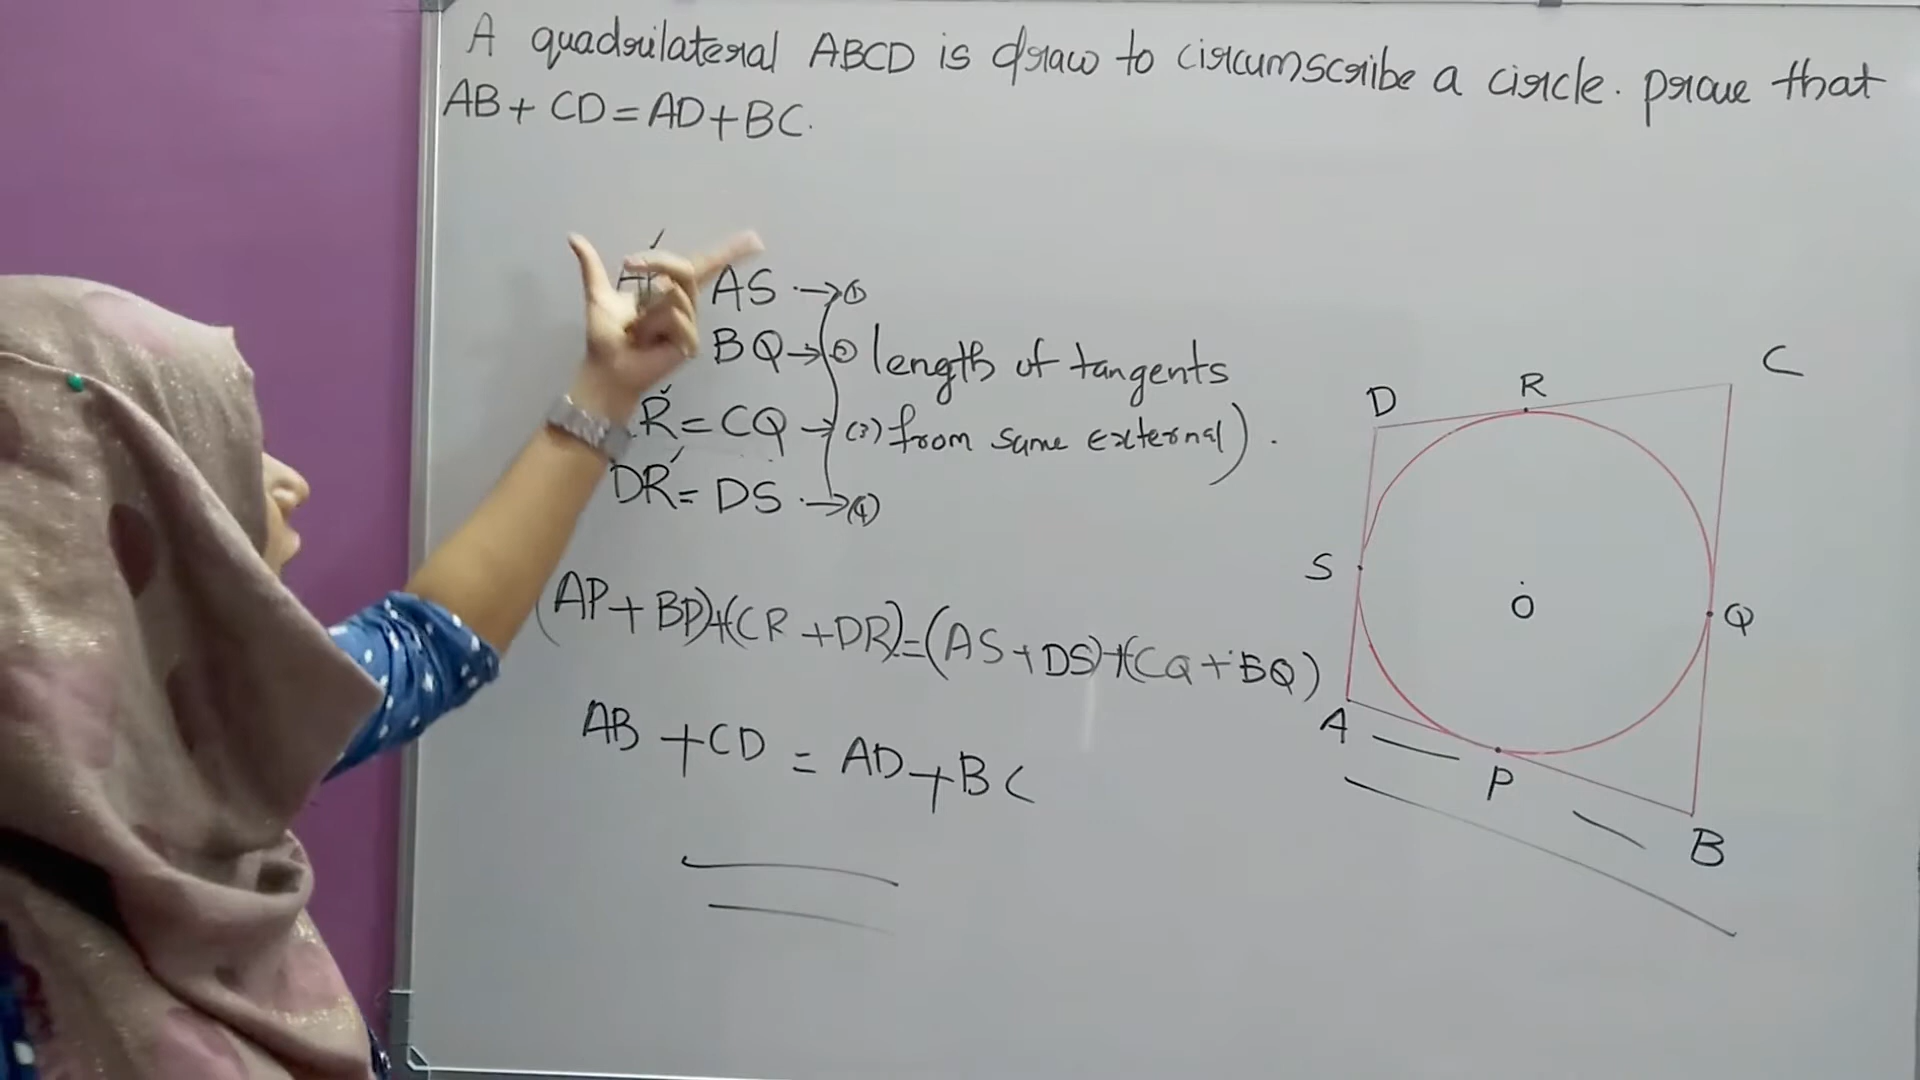 A quadrilateral ABCD is draw to circumscribe a circle. prove that
AB + CD = AD + BC.
AS → ①
BQ → ② length of tangents
R = CQ → (3) from same external) .
DR = DS → (4)
(AP + BP) + (CR + DR) = (AS + DS) + (CQ + BQ)
AB + CD = AD + BC
D R C
S O Q
A P B